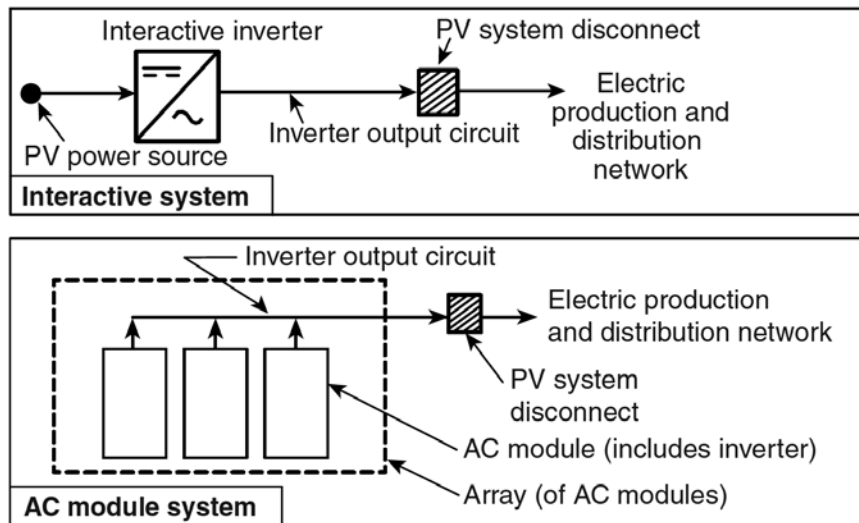 Interactive inverter
PV system disconnect
Electric
production and
distribution
network
Inverter output circuit
PV power source
Interactive system
Inverter output circuit
Electric production
and distribution network
PV system
disconnect
AC module (includes inverter)
Array (of AC modules)
AC module system